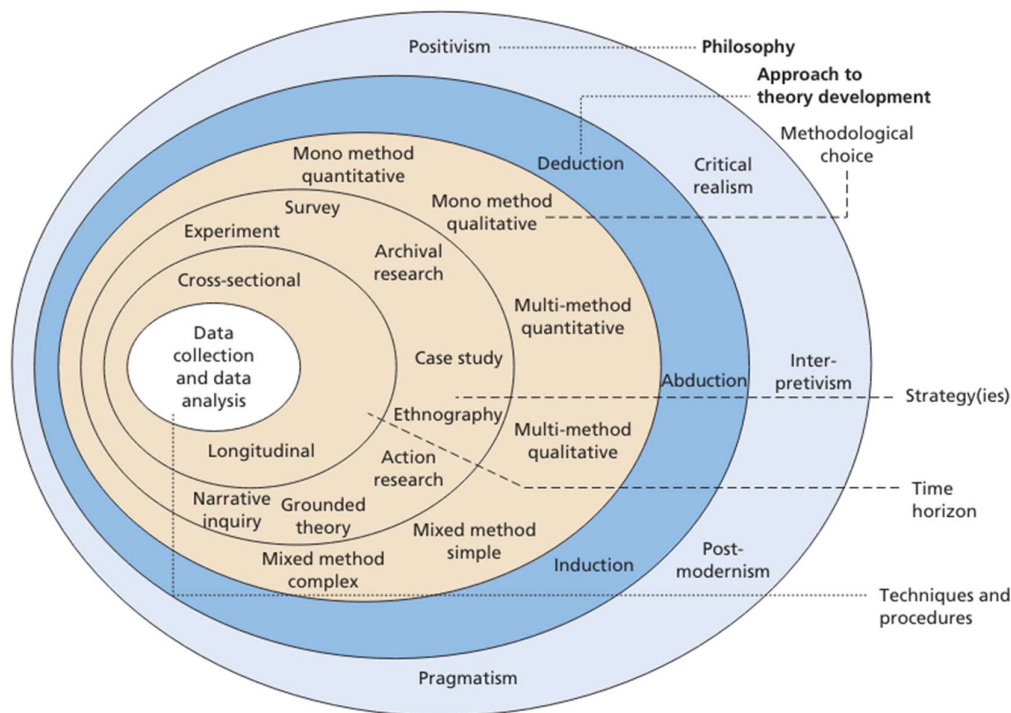 Positivism
Philosophy
Approach to
theory development
Methodological
choice
Mono method
quantitative
Deduction
Critical
realism
Survey
Mono method
qualitative
Experiment
Archival
research
Cross-sectional
Multi-method
quantitative
Data
collection
and data
analysis
Case study
Inter-
pretivism
Abduction
Strategy(ies)
Ethnography
Multi-method
qualitative
Longitudinal
Action
research
Time
horizon
Narrative
inquiry
Grounded
theory
Mixed method
simple
Mixed method
complex
Induction
Post-
modernism
Techniques and
procedures
Pragmatism